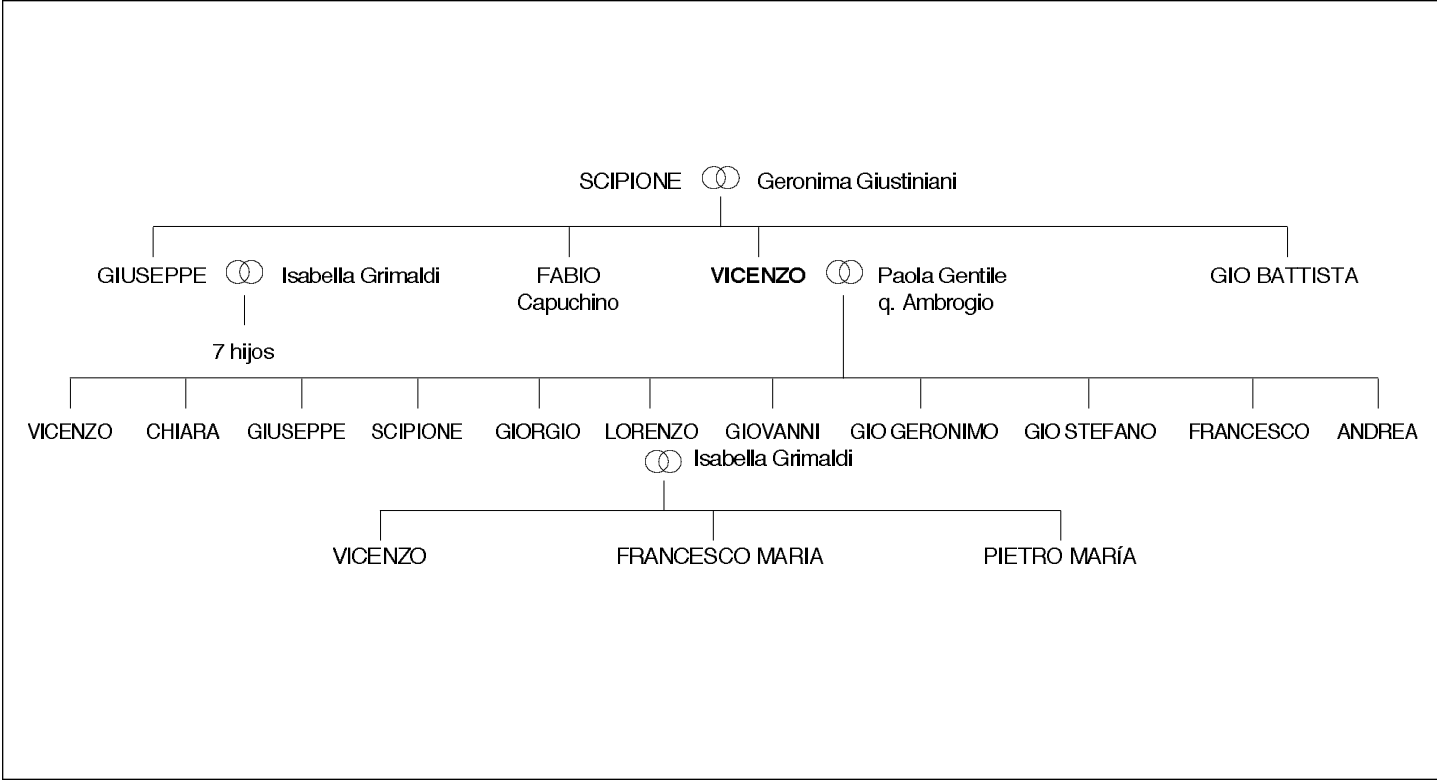 SCIPIONE Geronima Giustiniani
GIUSEPPE Isabella Grimaldi FABIO VICENZO Paola Gentile GIO BATTISTA
Capuchino q. Ambrogio
7 hijos
VICENZO CHIARA GIUSEPPE SCIPIONE GIORGIO LORENZO GIOVANNI GIO GERONIMO GIO STEFANO FRANCESCO ANDREA
Isabella Grimaldi
VICENZO FRANCESCO MARIA PIETRO MARÍA